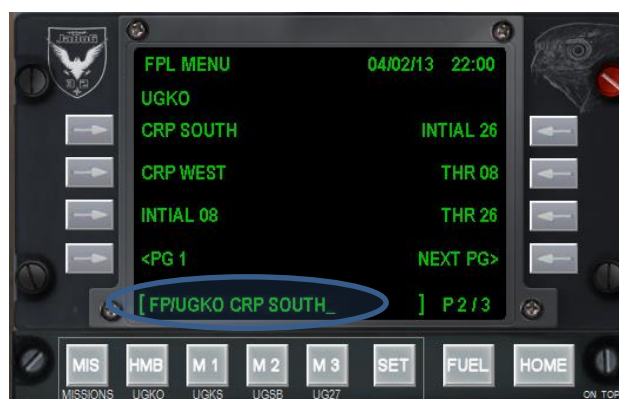 JaBoG
32
FPL MENU 04/02/13 22:00
UGKO
CRP SOUTH INTIAL 26
CRP WEST THR 08
INTIAL 08 THR 26
<PG 1 NEXT PG>
[ FP/UGKO CRP SOUTH_ ] P 2 / 3
MIS HMB M 1 M 2 M 3 SET FUEL HOME
MISSIONS UGKO UGKS UGSB UG27 ON TOP